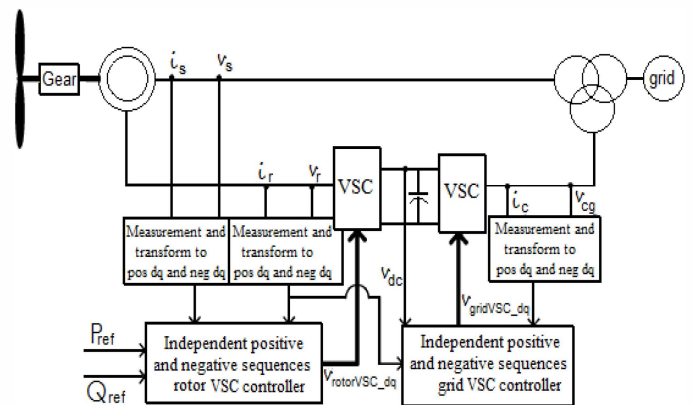 i_s
v_s
Gear
grid
i_r
v_r
VSC
VSC
i_c
v_cg
Measurement and
transform to
pos dq and neg dq
Measurement and
transform to
pos dq and neg dq
Measurement and
transform to
pos dq and neg dq
v_dc
v_gridVSC_dq
P_ref
Q_ref
Independent positive
and negative sequences
rotor VSC controller
v_rotorVSC_dq
Independent positive
and negative sequences
grid VSC controller